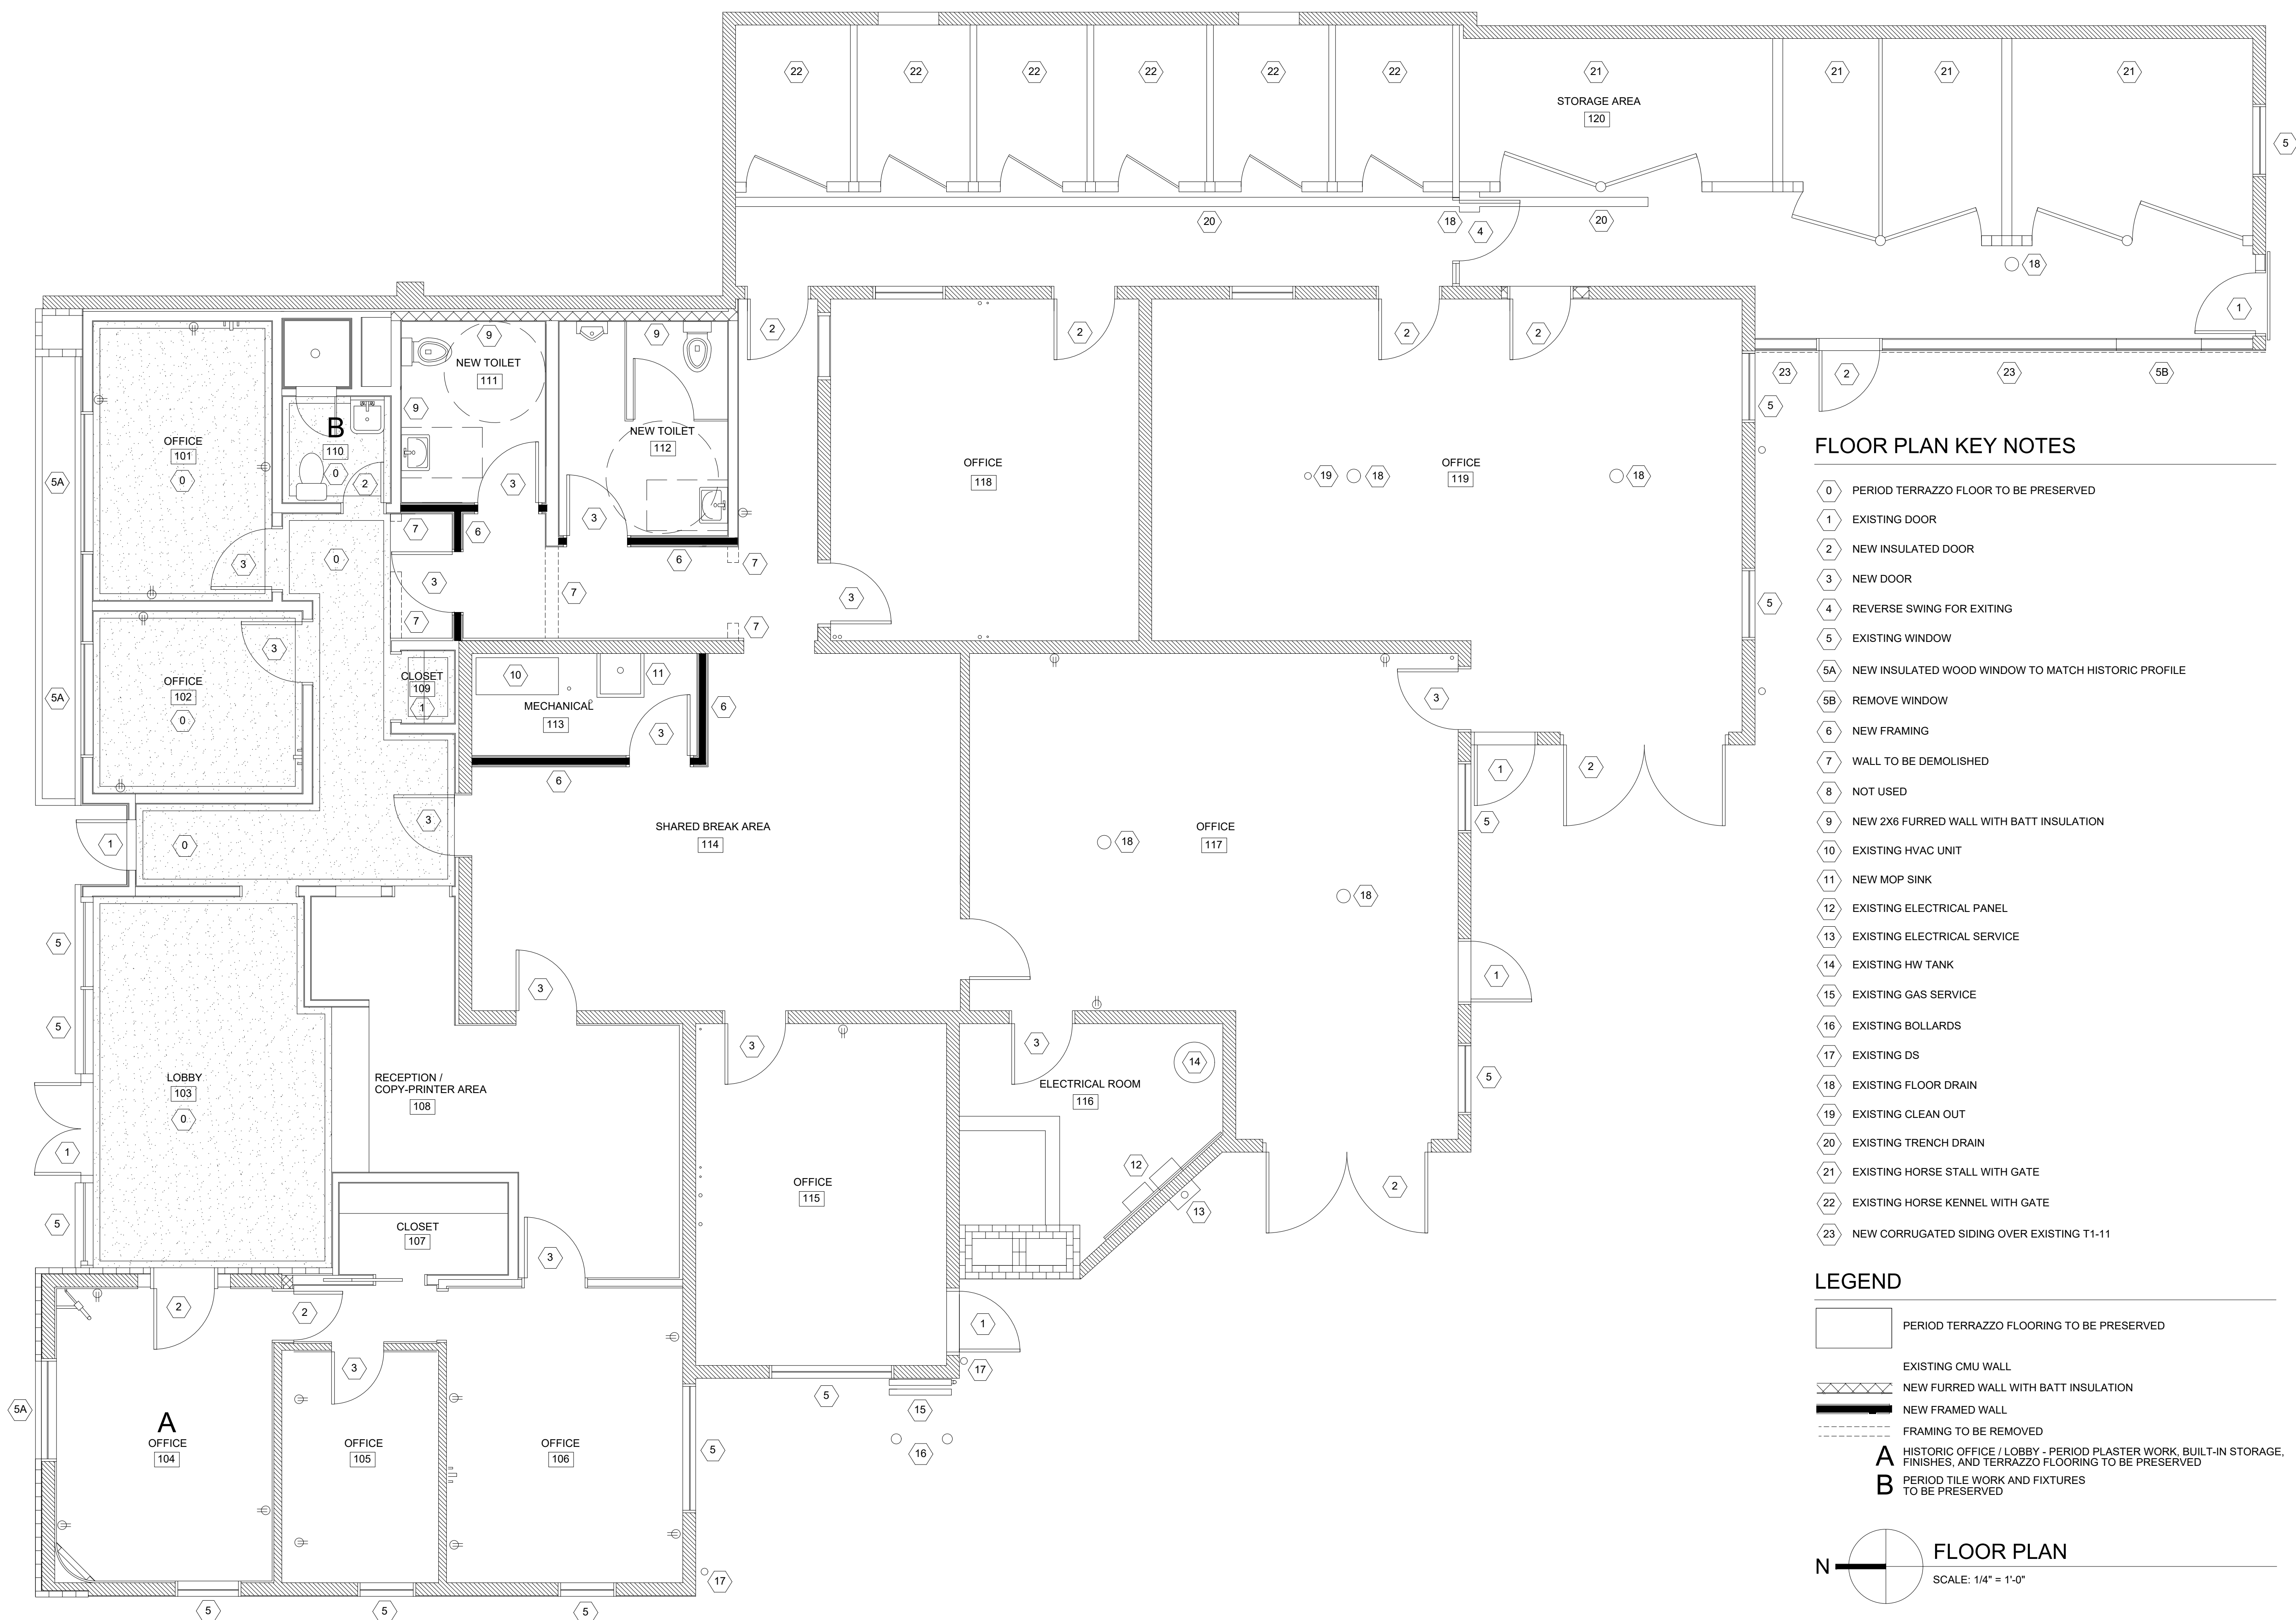 22
22
22
22
22
22
21
21
21
21
STORAGE AREA
120
5
20
18
4
20
18
1
2
2
2
2
23
2
23
5B
9
9
NEW TOILET
111
9
NEW TOILET
112
5
OFFICE
101
0
B
110
0
2
5A
3
3
OFFICE
118
19
18
OFFICE
119
18
7
6
0
3
3
7
6
7
7
7
3
5
OFFICE
102
0
3
5A
CLOSET
109
1
10
11
MECHANICAL
113
6
3
6
3
1
2
1
0
3
SHARED BREAK AREA
114
18
OFFICE
117
5
18
5
5
3
1
LOBBY
103
0
1
5
RECEPTION /
COPY-PRINTER AREA
108
3
3
14
ELECTRICAL ROOM
116
5
12
13
2
OFFICE
115
CLOSET
107
3
2
2
3
1
17
5
15
16
5A
A
OFFICE
104
OFFICE
105
OFFICE
106
5
17
5
5
5
FLOOR PLAN KEY NOTES
0 PERIOD TERRAZZO FLOOR TO BE PRESERVED
1 EXISTING DOOR
2 NEW INSULATED DOOR
3 NEW DOOR
4 REVERSE SWING FOR EXITING
5 EXISTING WINDOW
5A NEW INSULATED WOOD WINDOW TO MATCH HISTORIC PROFILE
5B REMOVE WINDOW
6 NEW FRAMING
7 WALL TO BE DEMOLISHED
8 NOT USED
9 NEW 2X6 FURRED WALL WITH BATT INSULATION
10 EXISTING HVAC UNIT
11 NEW MOP SINK
12 EXISTING ELECTRICAL PANEL
13 EXISTING ELECTRICAL SERVICE
14 EXISTING HW TANK
15 EXISTING GAS SERVICE
16 EXISTING BOLLARDS
17 EXISTING DS
18 EXISTING FLOOR DRAIN
19 EXISTING CLEAN OUT
20 EXISTING TRENCH DRAIN
21 EXISTING HORSE STALL WITH GATE
22 EXISTING HORSE KENNEL WITH GATE
23 NEW CORRUGATED SIDING OVER EXISTING T1-11
LEGEND
PERIOD TERRAZZO FLOORING TO BE PRESERVED
EXISTING CMU WALL
NEW FURRED WALL WITH BATT INSULATION
NEW FRAMED WALL
FRAMING TO BE REMOVED
A HISTORIC OFFICE / LOBBY - PERIOD PLASTER WORK, BUILT-IN STORAGE,
FINISHES, AND TERRAZZO FLOORING TO BE PRESERVED
B PERIOD TILE WORK AND FIXTURES
TO BE PRESERVED
N
FLOOR PLAN
SCALE: 1/4" = 1'-0"